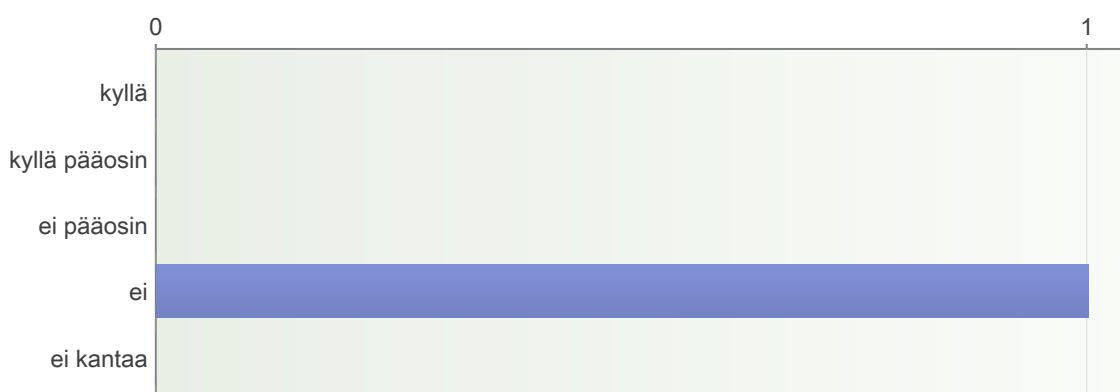 0 1
kyllä
kyllä pääosin
ei pääosin
ei
ei kantaa